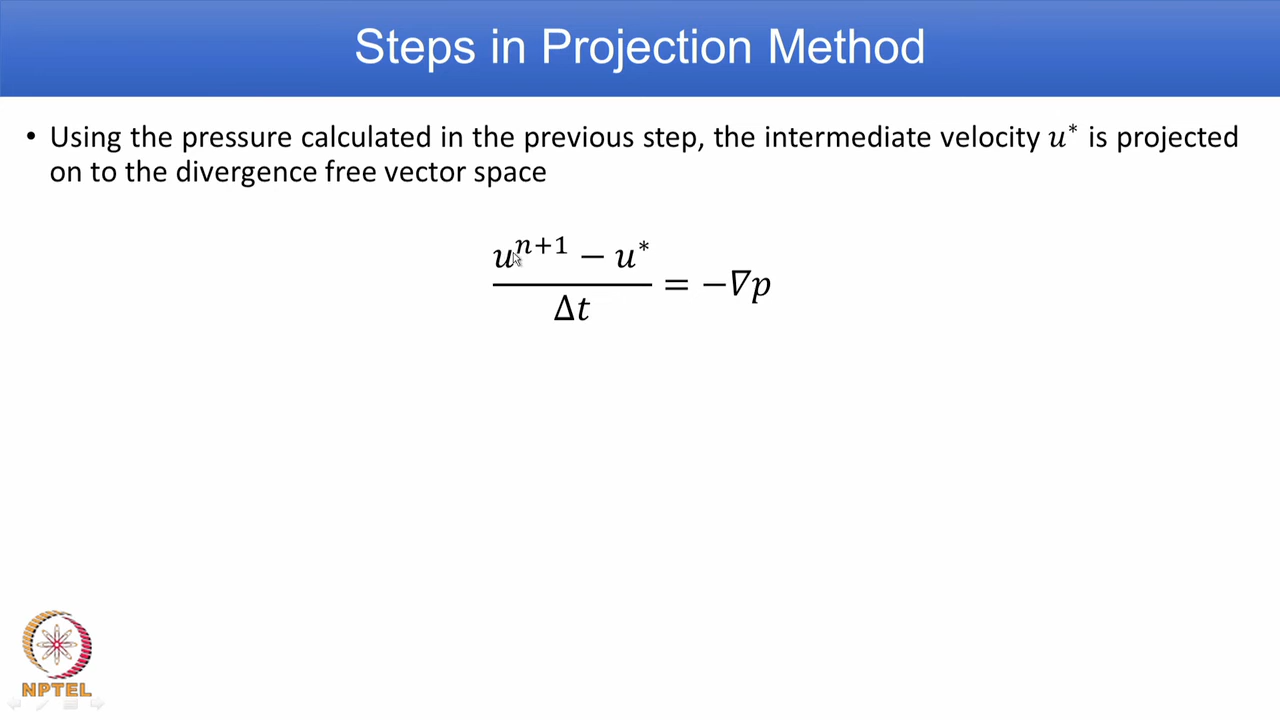 Steps in Projection Method
• Using the pressure calculated in the previous step, the intermediate velocity u* is projected
on to the divergence free vector space
(uⁿ⁺¹ − u*) / Δt = −∇p
NPTEL